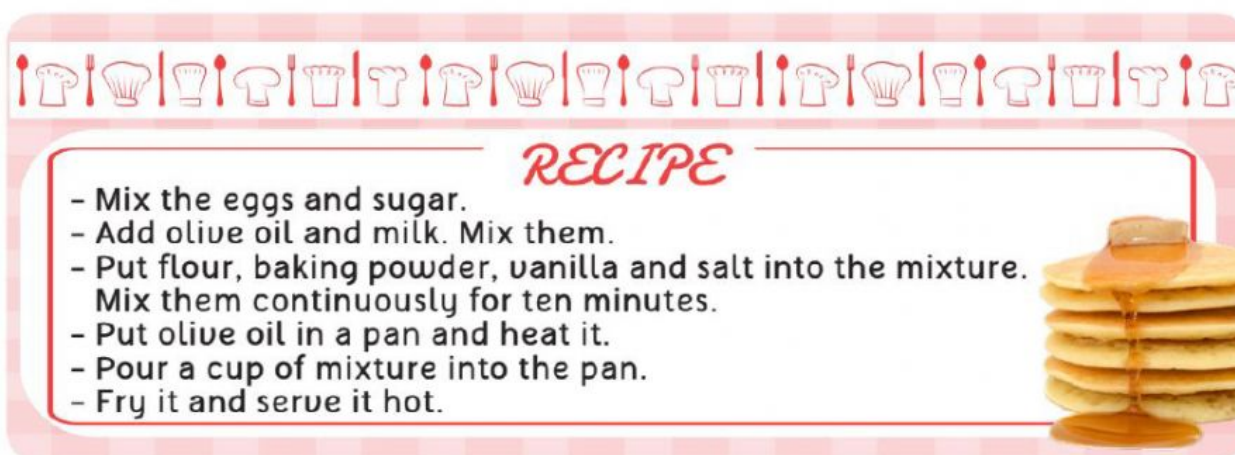 RECIPE
- Mix the eggs and sugar.
- Add olive oil and milk. Mix them.
- Put flour, baking powder, vanilla and salt into the mixture.
Mix them continuously for ten minutes.
- Put olive oil in a pan and heat it.
- Pour a cup of mixture into the pan.
- Fry it and serve it hot.